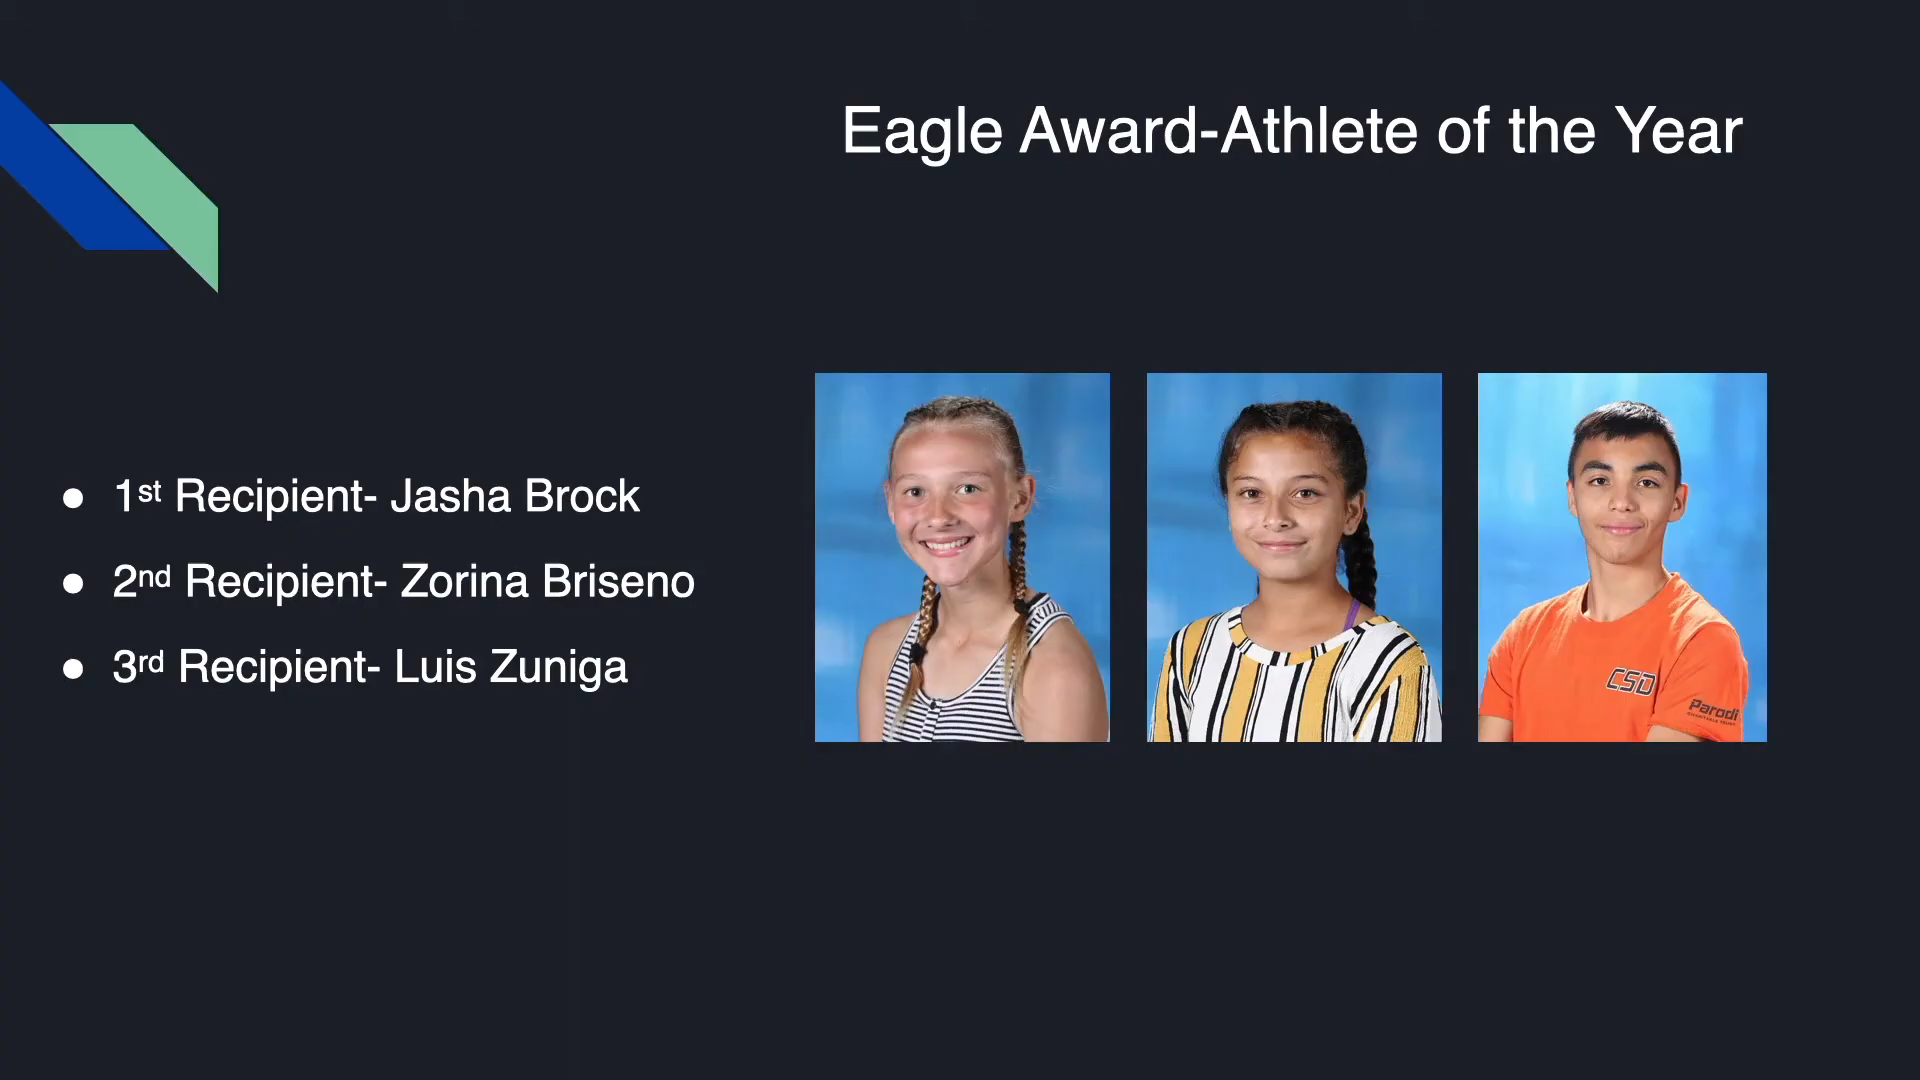 Eagle Award-Athlete of the Year
● 1st Recipient- Jasha Brock
● 2nd Recipient- Zorina Briseno
● 3rd Recipient- Luis Zuniga
CSD
Parodi